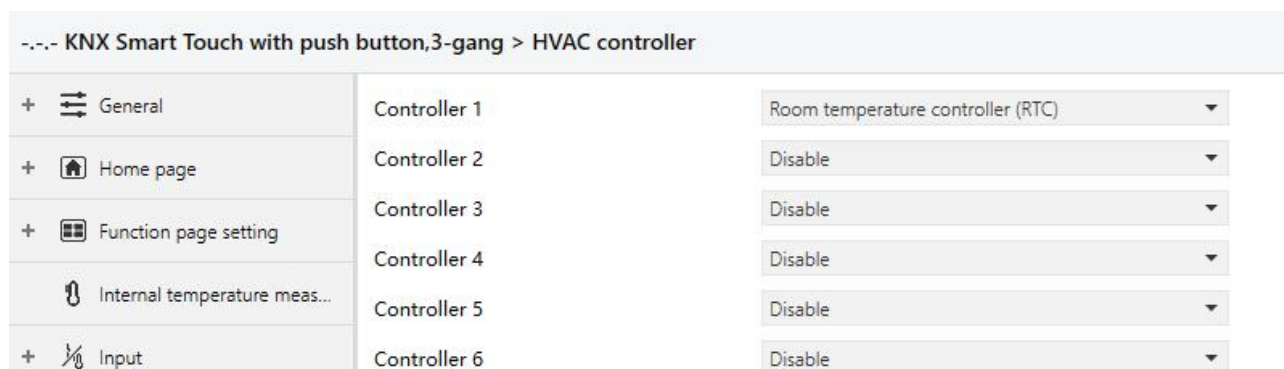 -.-.- KNX Smart Touch with push button,3-gang > HVAC controller
+ General
Controller 1 Room temperature controller (RTC)
+ Home page
Controller 2 Disable
Controller 3 Disable
+ Function page setting
Controller 4 Disable
Internal temperature meas...
Controller 5 Disable
+ Input
Controller 6 Disable